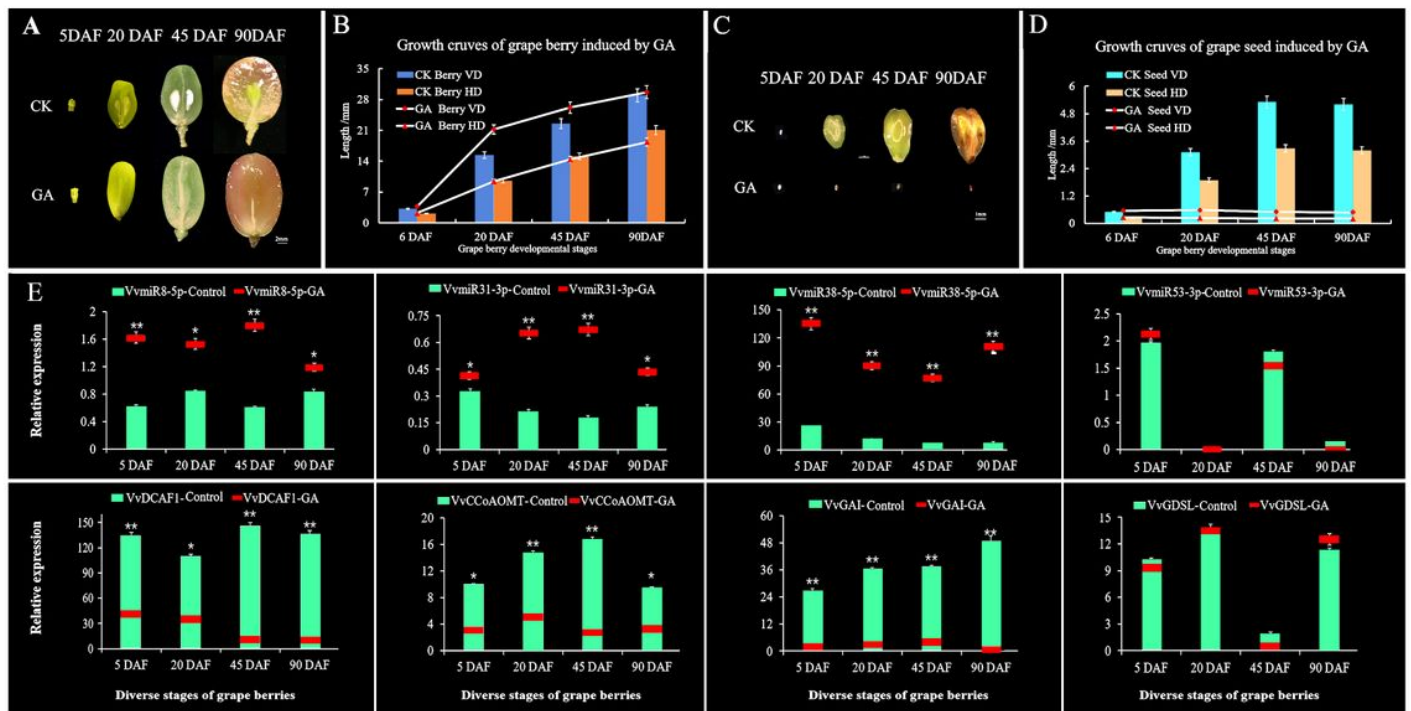 A
5DAF 20 DAF 45 DAF 90DAF
CK
GA
2mm
B
Growth cruves of grape berry induced by GA
CK Berry VD
CK Berry HD
GA Berry VD
GA Berry HD
Length /mm
35
28
21
14
7
0
6 DAF 20 DAF 45 DAF 90DAF
Grape berry developmental stages
C
5DAF 20 DAF 45 DAF 90DAF
CK
GA
1mm
D
Growth cruves of grape seed induced by GA
CK Seed VD
CK Seed HD
GA Seed VD
GA Seed HD
Length /mm
6
4.8
3.6
2.4
1.2
0
6 DAF 20 DAF 45 DAF 90DAF
Grape berry developmental stages
E
VvmiR8-5p-Control VvmiR8-5p-GA
Relative expression
2
1.6
1.2
0.8
0.4
0
** * ** *
5 DAF 20 DAF 45 DAF 90 DAF
VvmiR31-3p-Control VvmiR31-3p-GA
0.75
0.6
0.45
0.3
0.15
0
* ** ** *
5 DAF 20 DAF 45 DAF 90 DAF
VvmiR38-5p-Control VvmiR38-5p-GA
150
120
90
60
30
0
** ** ** **
5 DAF 20 DAF 45 DAF 90 DAF
VvmiR53-3p-Control VvmiR53-3p-GA
2.5
2
1.5
1
0.5
0
5 DAF 20 DAF 45 DAF 90 DAF
VvDCAF1-Control VvDCAF1-GA
Relative expression
150
120
90
60
30
0
** * ** **
5 DAF 20 DAF 45 DAF 90 DAF
Diverse stages of grape berries
VvCCoAOMT-Control VvCCoAOMT-GA
20
16
12
8
4
0
* ** ** *
5 DAF 20 DAF 45 DAF 90 DAF
Diverse stages of grape berries
VvGAI-Control VvGAI-GA
60
48
36
24
12
0
** ** ** **
5 DAF 20 DAF 45 DAF 90 DAF
Diverse stages of grape berries
VvGDSL-Control VvGDSL-GA
15
12
9
6
3
0
5 DAF 20 DAF 45 DAF 90 DAF
Diverse stages of grape berries